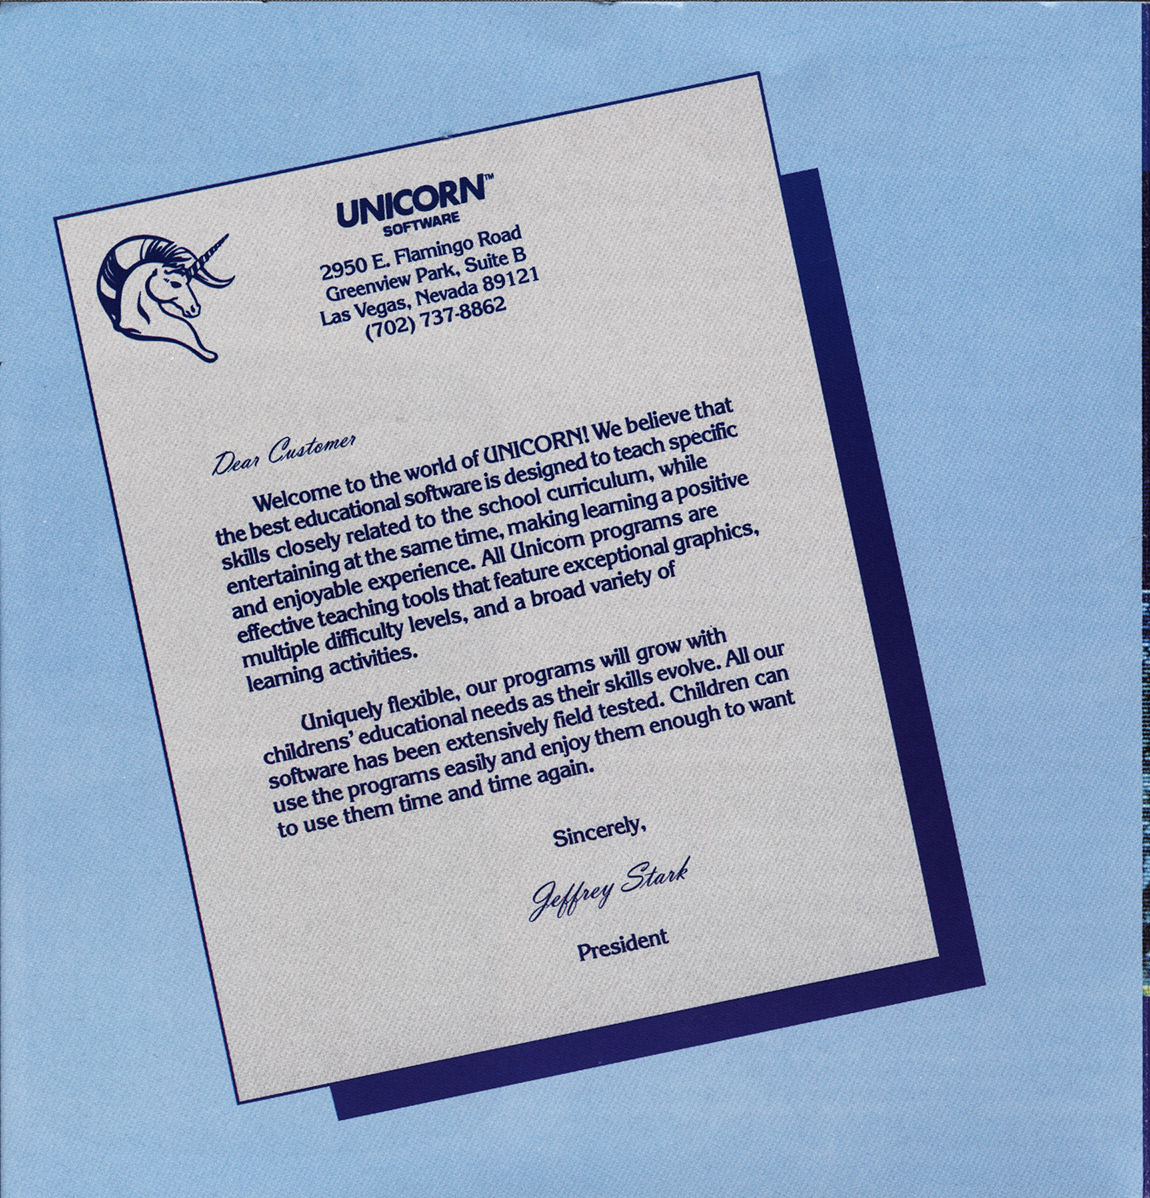 UNICORN™
SOFTWARE
2950 E. Flamingo Road
Greenview Park, Suite B
Las Vegas, Nevada 89121
(702) 737-8862
Dear Customer
Welcome to the world of UNICORN! We believe that
the best educational software is designed to teach specific
skills closely related to the school curriculum, while
entertaining at the same time, making learning a positive
and enjoyable experience. All Unicorn programs are
effective teaching tools that feature exceptional graphics,
multiple difficulty levels, and a broad variety of
learning activities.
Uniquely flexible, our programs will grow with
childrens' educational needs as their skills evolve. All our
software has been extensively field tested. Children can
use the programs easily and enjoy them enough to want
to use them time and time again.
Sincerely,
Jeffrey Stark
President